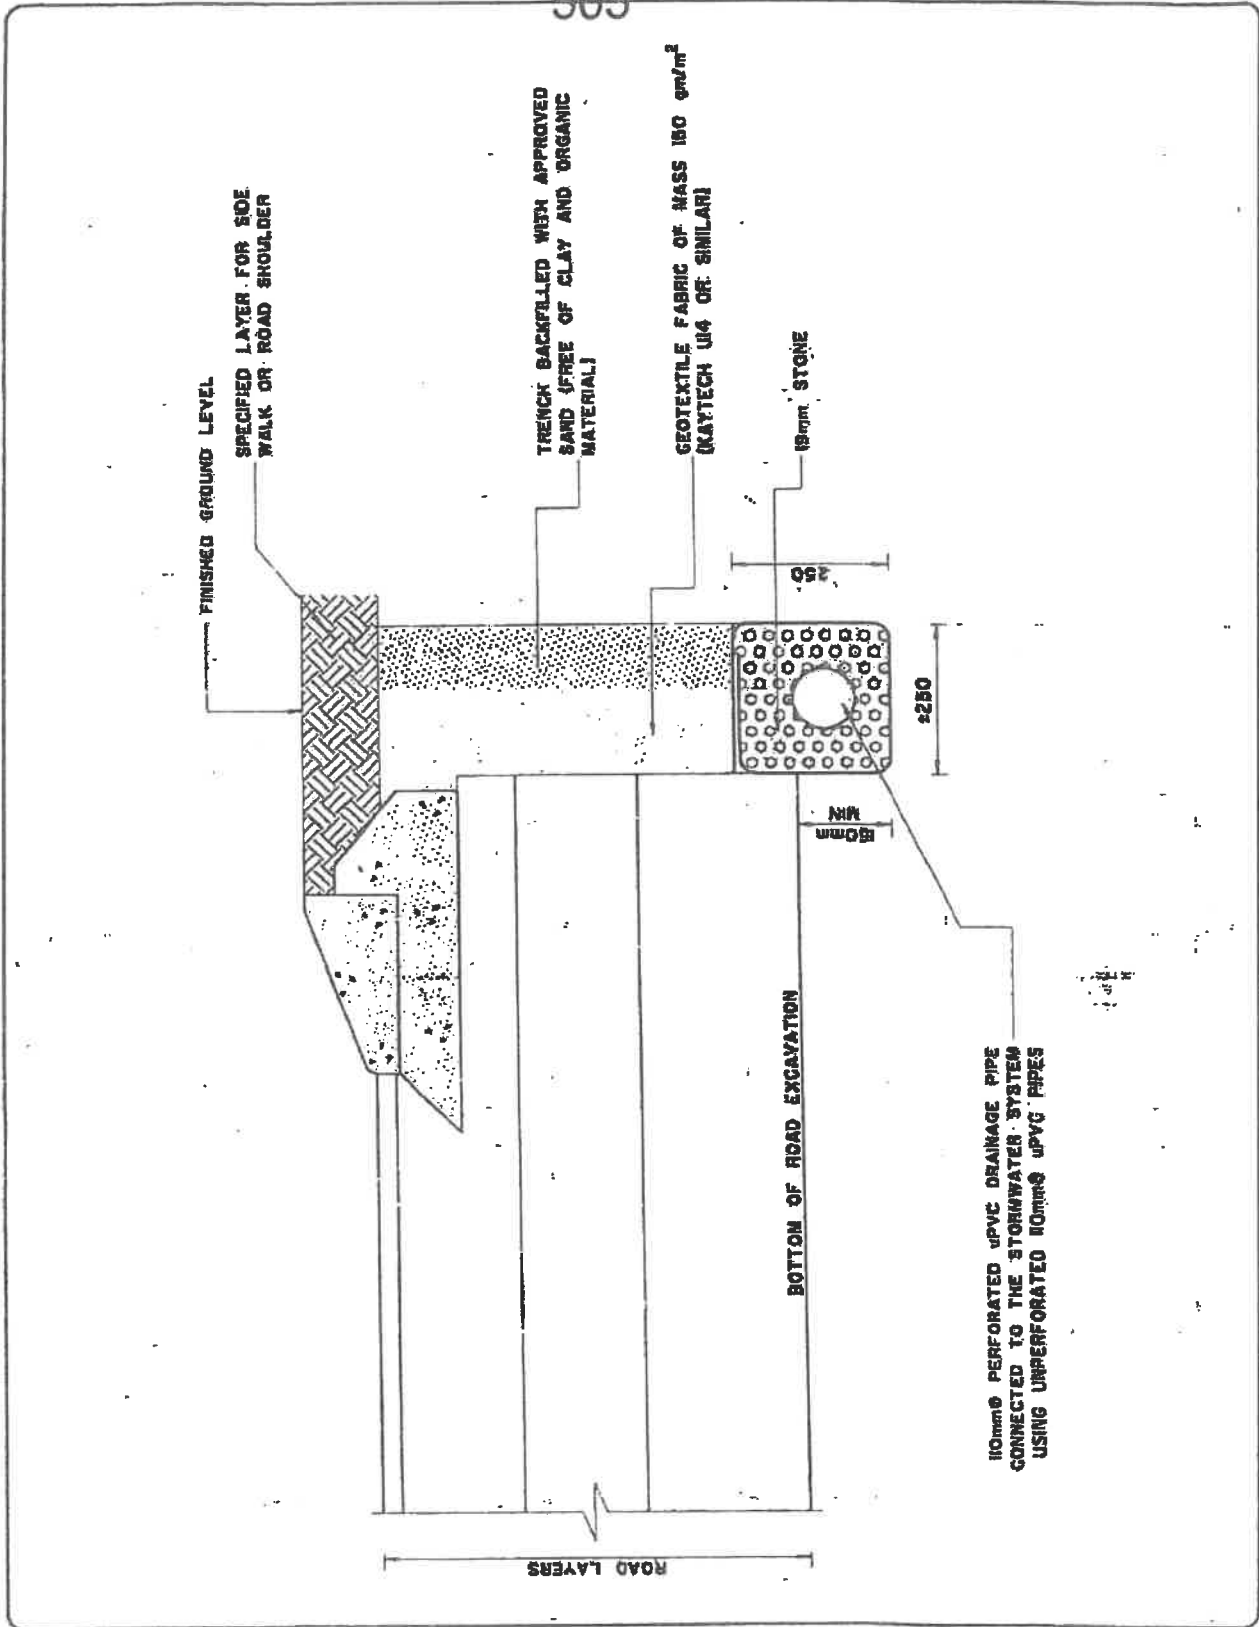 FINISHED GROUND LEVEL
SPECIFIED LAYER FOR SIDE
WALK OR ROAD SHOULDER
TRENCH BACKFILLED WITH APPROVED
SAND (FREE OF CLAY AND ORGANIC
MATERIAL)
GEOTEXTILE FABRIC OF MASS 150 gm/m²
(KAYTECH U14 OR SIMILAR)
19mm STONE
250
±250
150mm
MIN
BOTTOM OF ROAD EXCAVATION
ROAD LAYERS
110mmØ PERFORATED uPVC DRAINAGE PIPE
CONNECTED TO THE STORMWATER SYSTEM
USING UNPERFORATED 110mmØ uPVC PIPES